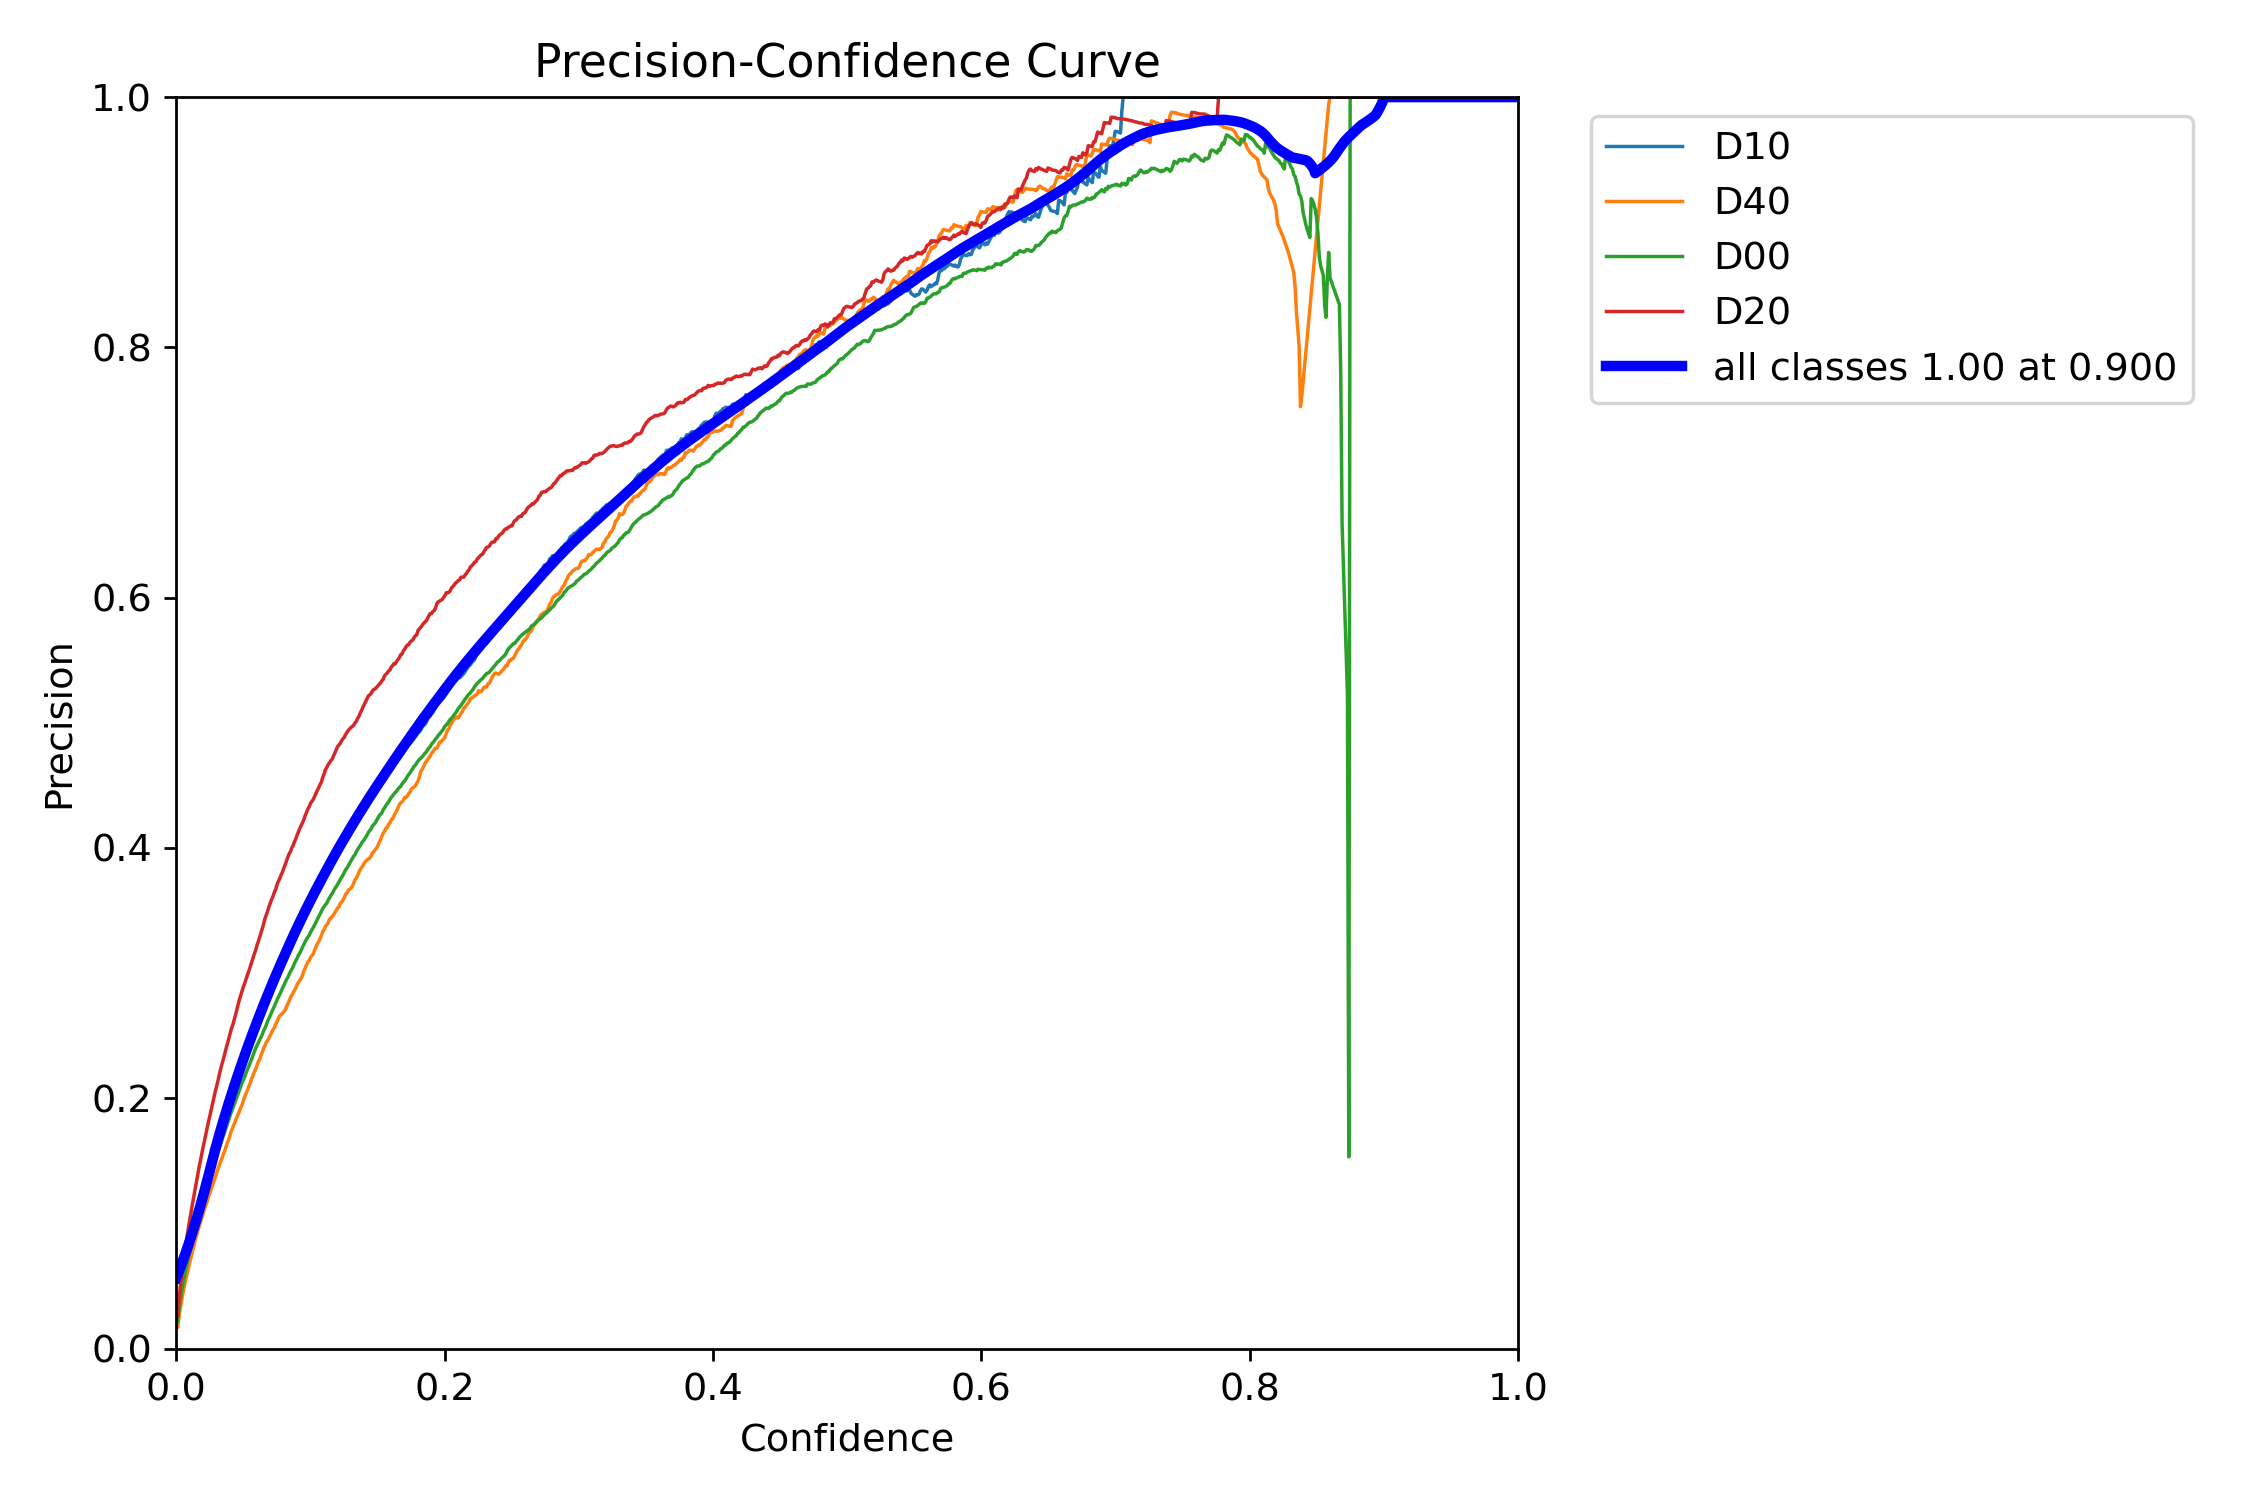 Precision-Confidence Curve
1.0
0.8
0.6
0.4
0.2
0.0
Precision
0.0 0.2 0.4 0.6 0.8 1.0
Confidence
D10
D40
D00
D20
all classes 1.00 at 0.900